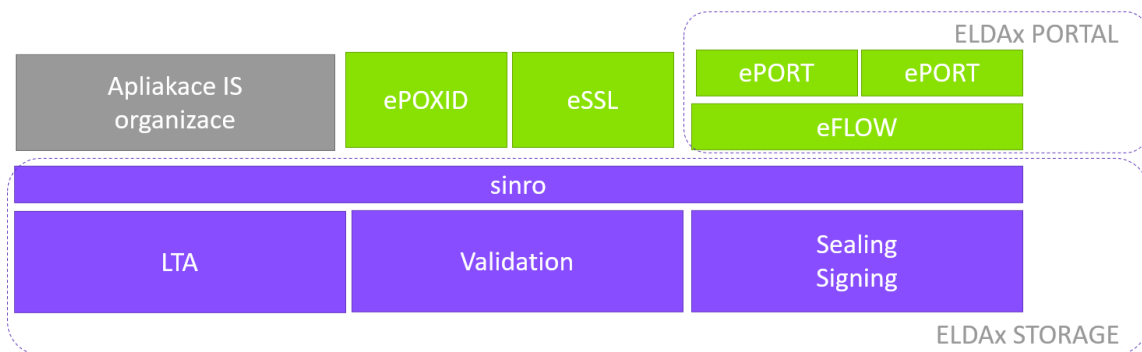 ELDAx PORTAL
Apliakace IS
organizace
ePOXID
eSSL
ePORT
ePORT
eFLOW
sinro
LTA
Validation
Sealing
Signing
ELDAx STORAGE